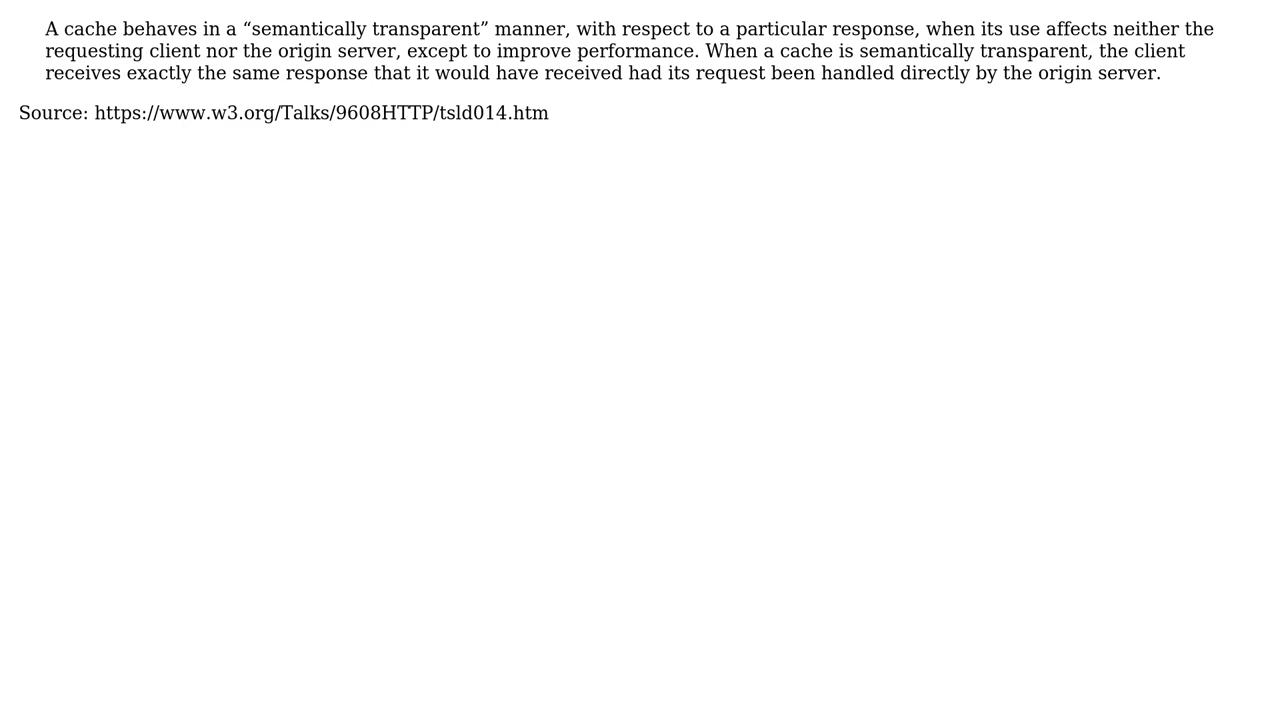 A cache behaves in a “semantically transparent” manner, with respect to a particular response, when its use affects neither the
requesting client nor the origin server, except to improve performance. When a cache is semantically transparent, the client
receives exactly the same response that it would have received had its request been handled directly by the origin server.
Source: https://www.w3.org/Talks/9608HTTP/tsld014.htm